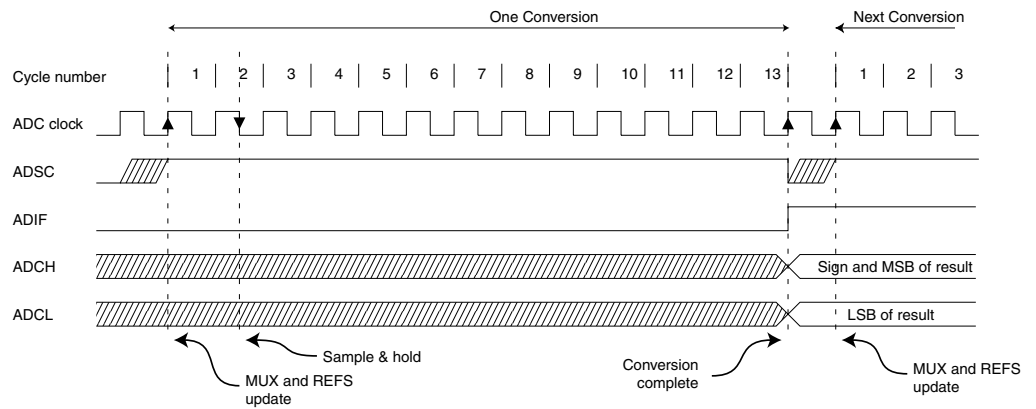 One Conversion
Next Conversion
Cycle number 1 2 3 4 5 6 7 8 9 10 11 12 13 1 2 3
ADC clock
ADSC
ADIF
ADCH Sign and MSB of result
ADCL LSB of result
Sample & hold
MUX and REFS
update
Conversion
complete
MUX and REFS
update